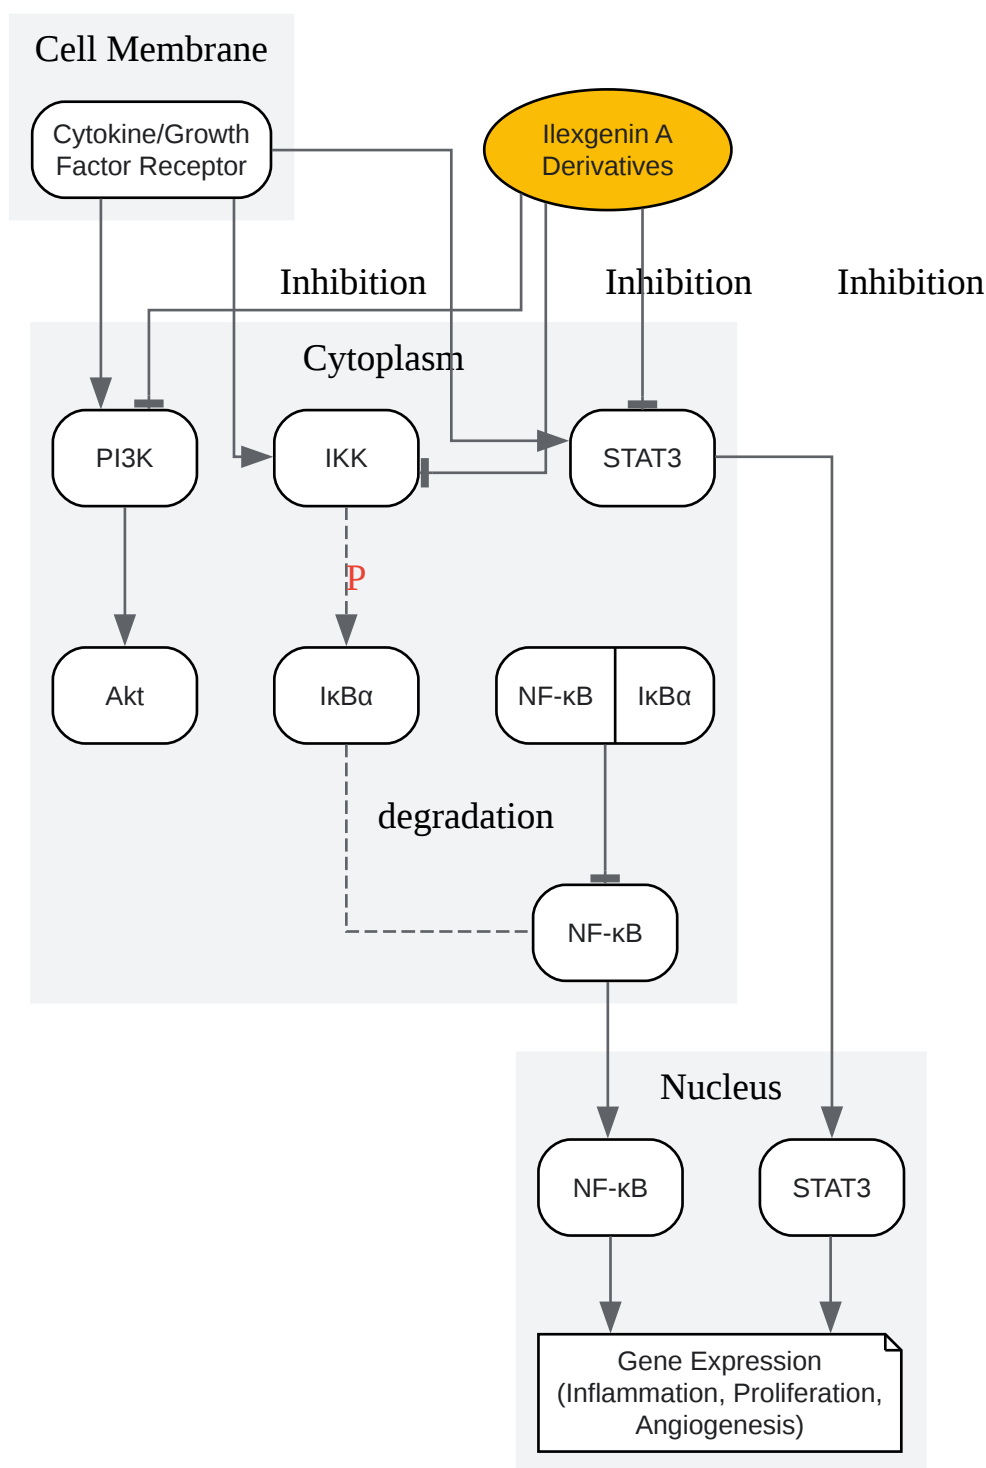 Cell Membrane
Cytokine/Growth
Factor Receptor
Ilexgenin A
Derivatives
Inhibition
Inhibition
Inhibition
Cytoplasm
PI3K
IKK
STAT3
P
Akt
IκBα
NF-κB
IκBα
degradation
NF-κB
Nucleus
NF-κB
STAT3
Gene Expression
(Inflammation, Proliferation,
Angiogenesis)